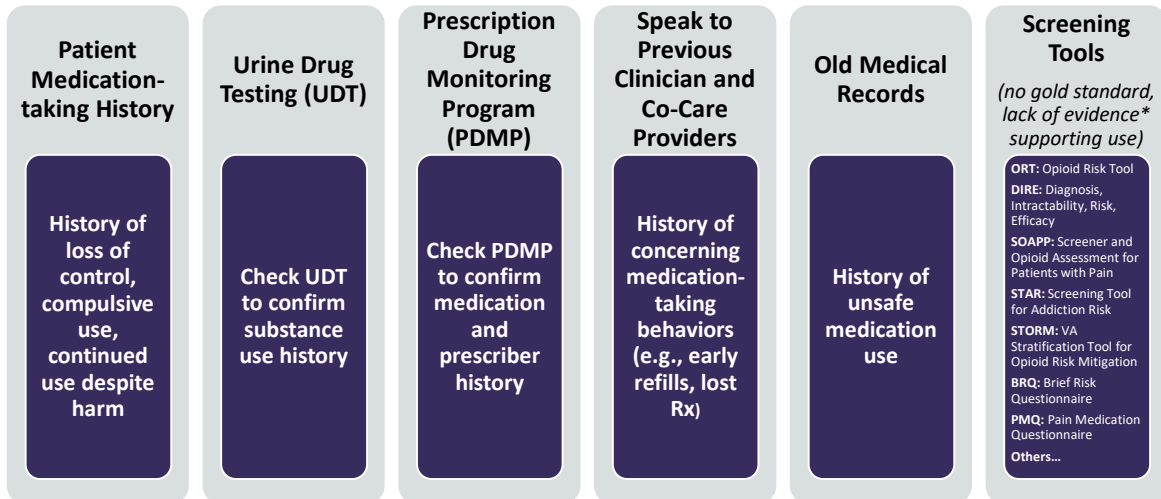 Patient
Medication-
taking History
History of
loss of
control,
compulsive
use,
continued
use despite
harm
Urine Drug
Testing (UDT)
Check UDT
to confirm
substance
use history
Prescription
Drug
Monitoring
Program
(PDMP)
Check PDMP
to confirm
medication
and
prescriber
history
Speak to
Previous
Clinician and
Co-Care
Providers
History of
concerning
medication-
taking
behaviors
(e.g., early
refills, lost
Rx)
Old Medical
Records
History of
unsafe
medication
use
Screening
Tools
(no gold standard,
lack of evidence*
supporting use)
ORT: Opioid Risk Tool
DIRE: Diagnosis,
Intractability, Risk,
Efficacy
SOAPP: Screener and
Opioid Assessment for
Patients with Pain
STAR: Screening Tool
for Addiction Risk
STORM: VA
Stratification Tool for
Opioid Risk Mitigation
BRQ: Brief Risk
Questionnaire
PMQ: Pain Medication
Questionnaire
Others...